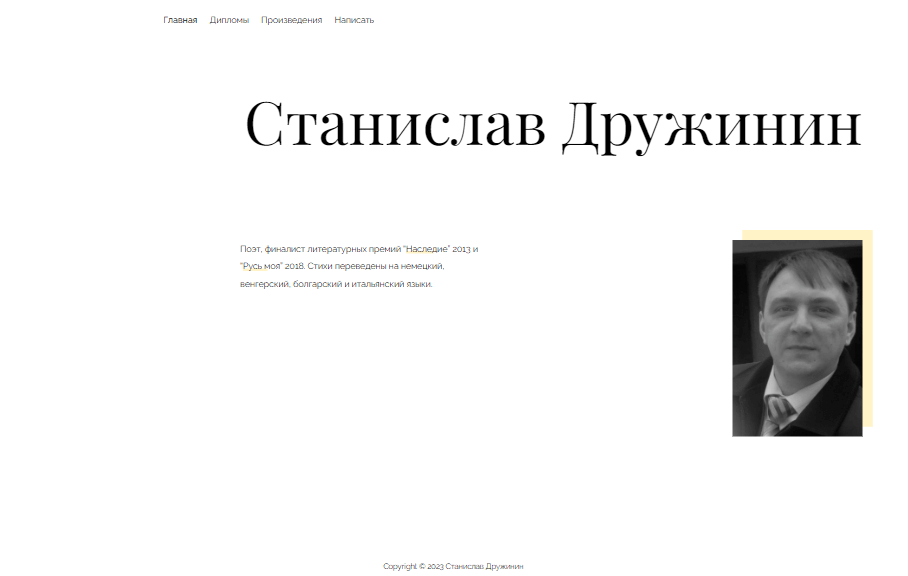 Главная Дипломы Произведения Написать
Станислав Дружинин
Поэт, финалист литературных премий "Наследие" 2013 и
"Русь моя" 2018. Стихи переведены на немецкий,
венгерский, болгарский и итальянский языки.
Copyright © 2023 Станислав Дружинин